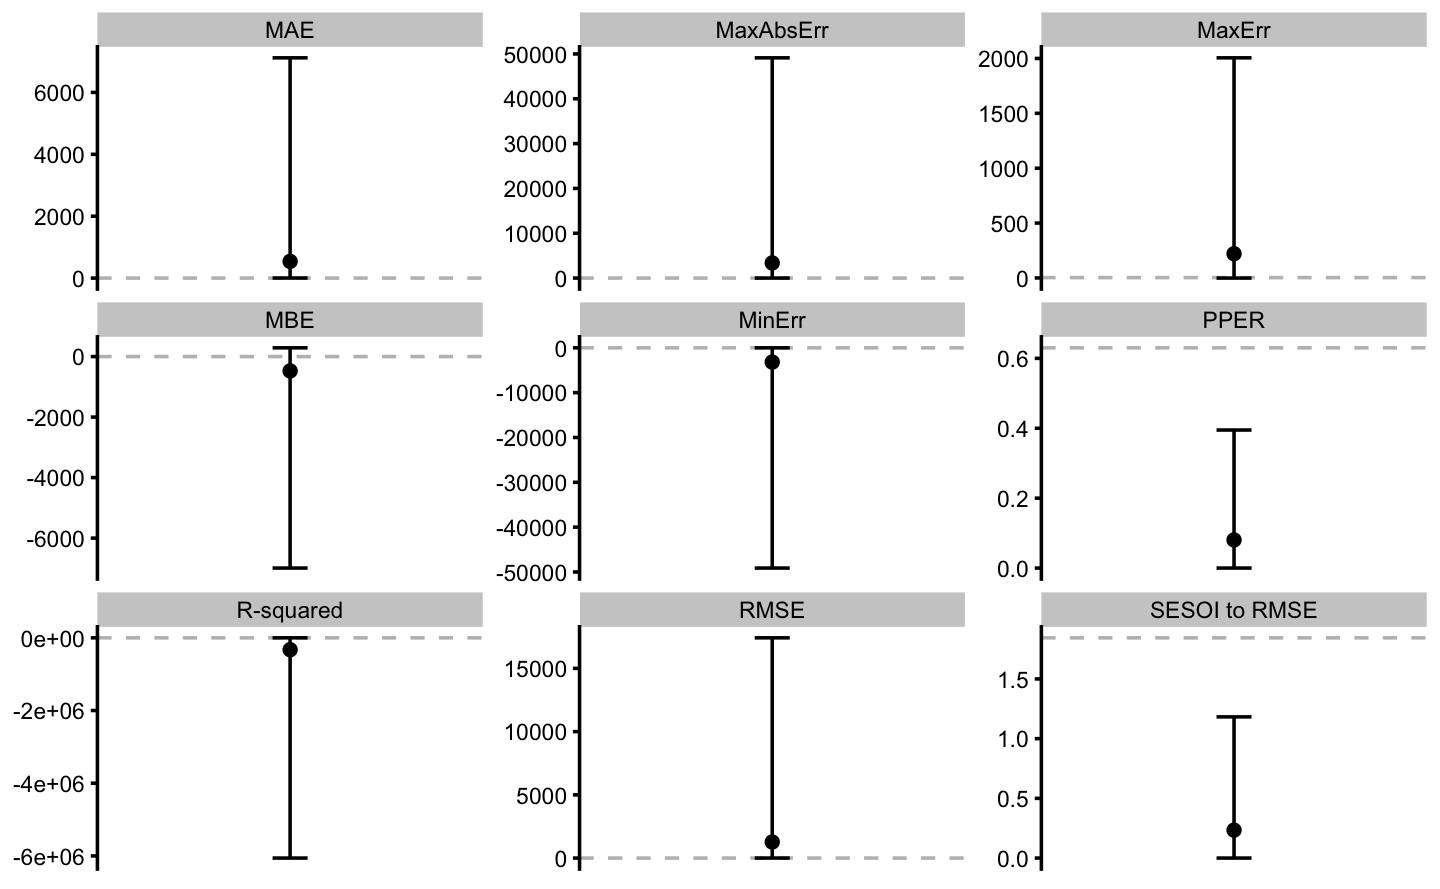 MAE
6000
4000
2000
0
MaxAbsErr
50000
40000
30000
20000
10000
0
MaxErr
2000
1500
1000
500
0
MBE
0
-2000
-4000
-6000
MinErr
0
-10000
-20000
-30000
-40000
-50000
PPER
0.6
0.4
0.2
0.0
R-squared
0e+00
-2e+06
-4e+06
-6e+06
RMSE
15000
10000
5000
0
SESOI to RMSE
1.5
1.0
0.5
0.0